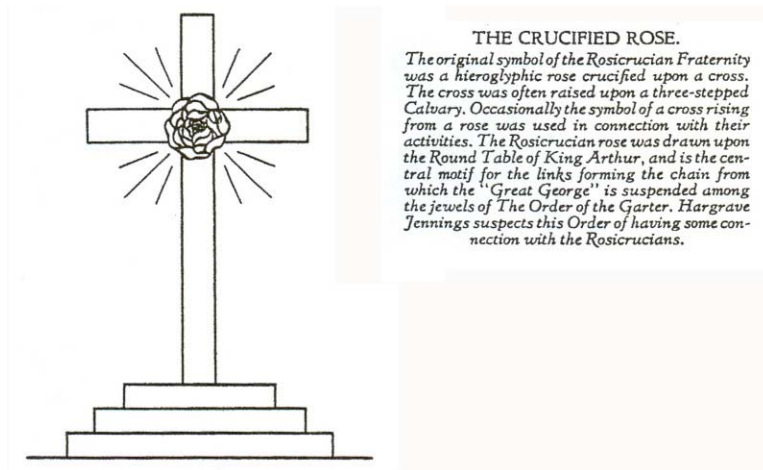 THE CRUCIFIED ROSE.
The original symbol of the Rosicrucian Fraternity
was a hieroglyphic rose crucified upon a cross.
The cross was often raised upon a three-stepped
Calvary. Occasionally the symbol of a cross rising
from a rose was used in connection with their
activities. The Rosicrucian rose was drawn upon
the Round Table of King Arthur, and is the cen-
tral motif for the links forming the chain from
which the "Great George" is suspended among
the jewels of The Order of the Garter. Hargrave
Jennings suspects this Order of having some con-
nection with the Rosicrucians.